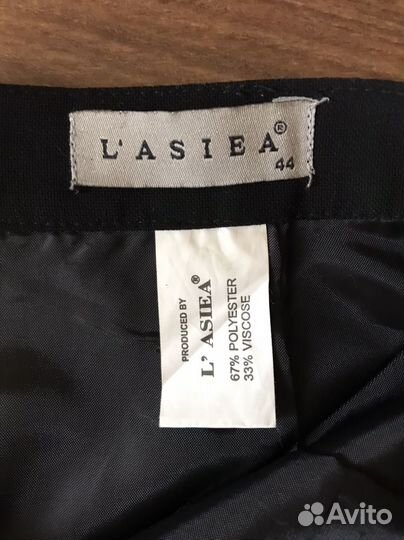 L'ASIEA®
44
PRODUCED BY
L' ASIEA®
67% POLYESTER
33% VISCOSE
Avito